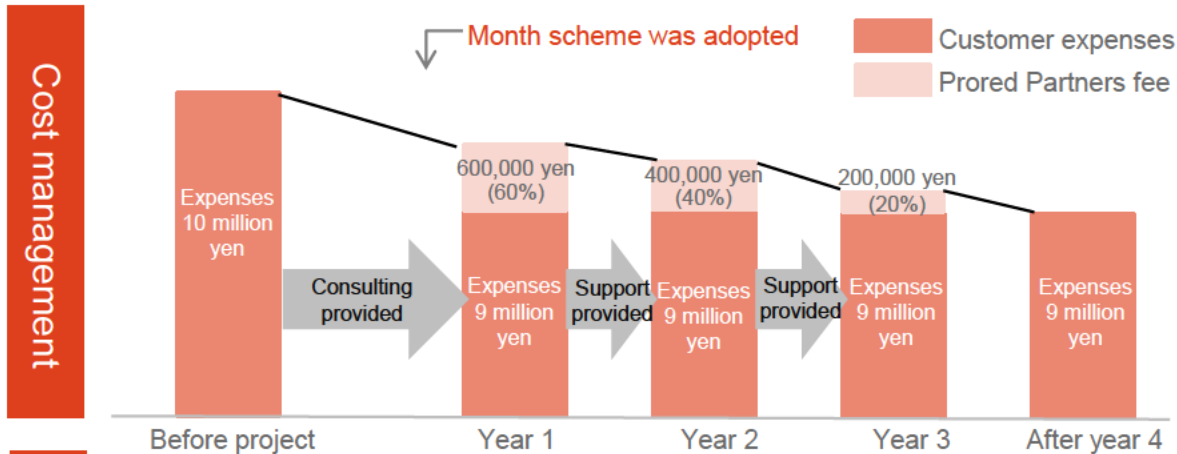 Cost management
Month scheme was adopted
Customer expenses
Prored Partners fee
Expenses
10 million
yen
Consulting
provided
600,000 yen
(60%)
Expenses
9 million
yen
Support
provided
400,000 yen
(40%)
Expenses
9 million
yen
Support
provided
200,000 yen
(20%)
Expenses
9 million
yen
Expenses
9 million
yen
Before project
Year 1
Year 2
Year 3
After year 4